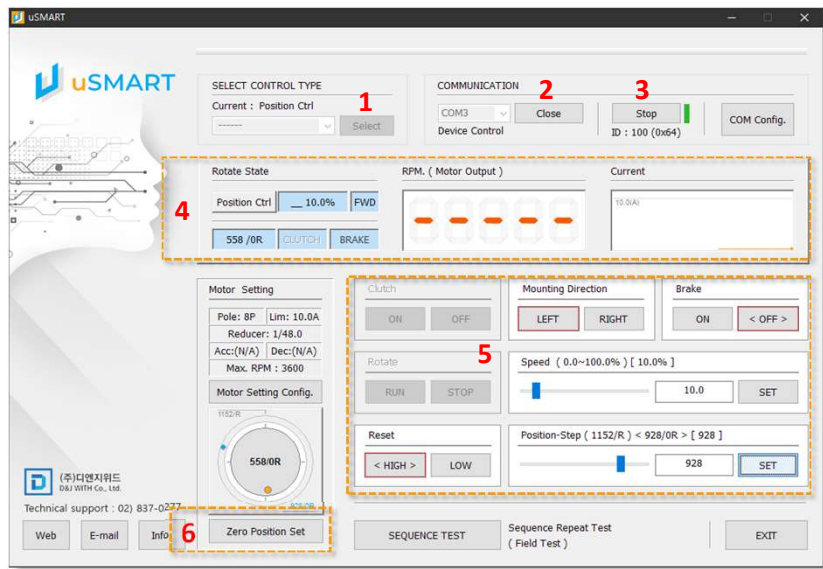 uSMART
uSMART
SELECT CONTROL TYPE
Current : Position Ctrl
------
Select
1
COMMUNICATION
COM3
Close
2
Device Control
Stop
3
ID : 100 (0x64)
COM Config.
4
Rotate State
Position Ctrl
__ 10.0%
FWD
558 /0R
CLUTCH
BRAKE
RPM. ( Motor Output )
- - - - -
Current
10.0(A)
Motor Setting
Pole: 8P
Lim: 10.0A
Reducer: 1/48.0
Acc:(N/A)
Dec:(N/A)
Max. RPM : 3600
Motor Setting Config.
1152/R
558/0R
928/0R
6
Zero Position Set
5
Clutch
ON
OFF
Mounting Direction
LEFT
RIGHT
Brake
ON
< OFF >
Rotate
RUN
STOP
Speed ( 0.0~100.0% ) [ 10.0% ]
10.0
SET
Reset
< HIGH >
LOW
Position-Step ( 1152/R ) < 928/0R > [ 928 ]
928
SET
(주)디엔지위드
D&J WITH Co., Ltd.
Technical support : 02) 837-0277
Web
E-mail
Info
SEQUENCE TEST
Sequence Repeat Test
( Field Test )
EXIT